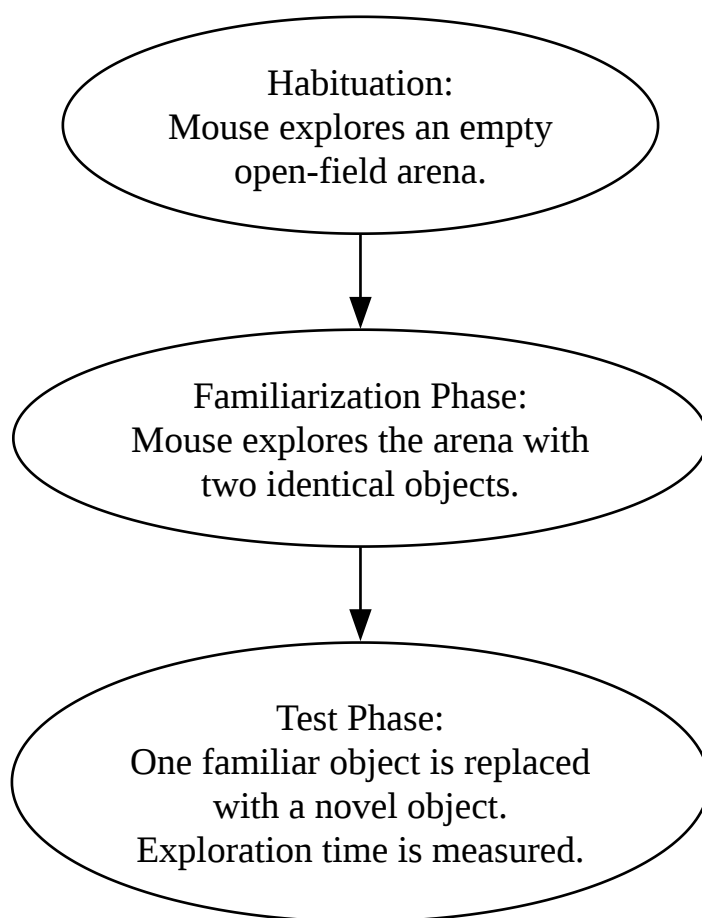 Habituation:
Mouse explores an empty
open-field arena.
Familiarization Phase:
Mouse explores the arena with
two identical objects.
Test Phase:
One familiar object is replaced
with a novel object.
Exploration time is measured.